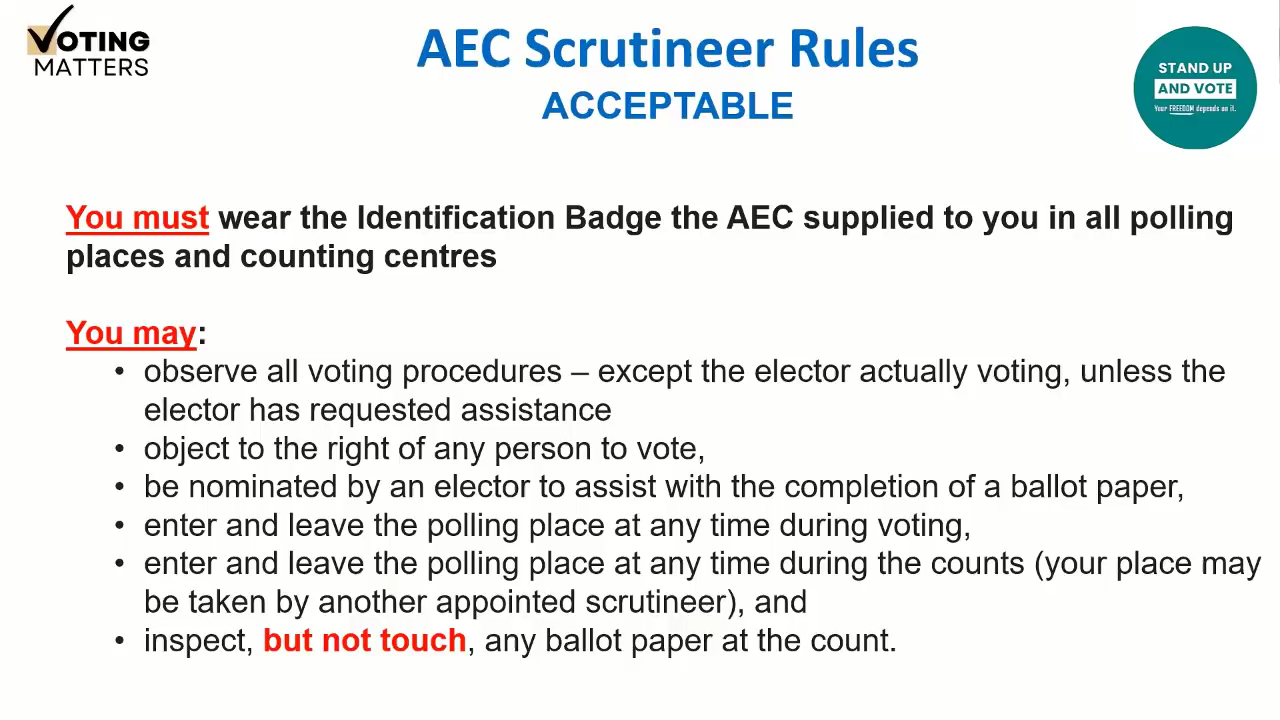 VOTING
MATTERS
AEC Scrutineer Rules
ACCEPTABLE
STAND UP
AND VOTE
Your FREEDOM depends on it.
You must wear the Identification Badge the AEC supplied to you in all polling
places and counting centres
You may:
• observe all voting procedures – except the elector actually voting, unless the
elector has requested assistance
• object to the right of any person to vote,
• be nominated by an elector to assist with the completion of a ballot paper,
• enter and leave the polling place at any time during voting,
• enter and leave the polling place at any time during the counts (your place may
be taken by another appointed scrutineer), and
• inspect, but not touch, any ballot paper at the count.